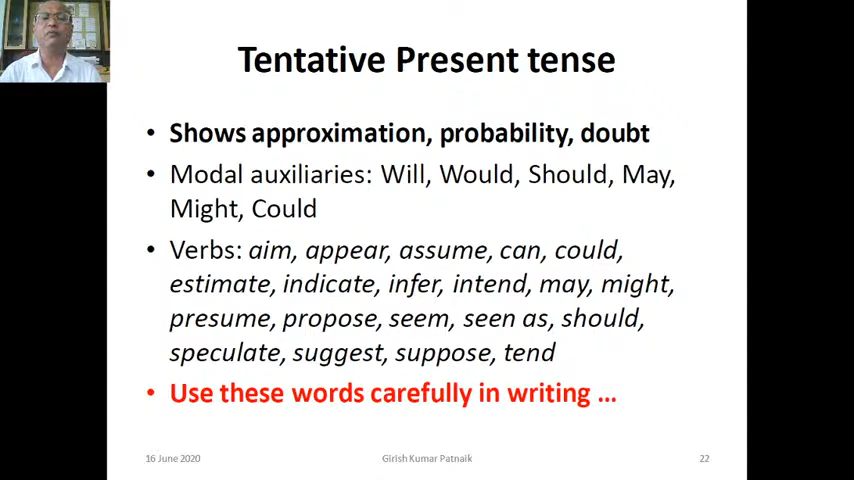 Tentative Present tense
• Shows approximation, probability, doubt
• Modal auxiliaries: Will, Would, Should, May,
Might, Could
• Verbs: aim, appear, assume, can, could,
estimate, indicate, infer, intend, may, might,
presume, propose, seem, seen as, should,
speculate, suggest, suppose, tend
• Use these words carefully in writing ...
16 June 2020 Girish Kumar Patnaik 22